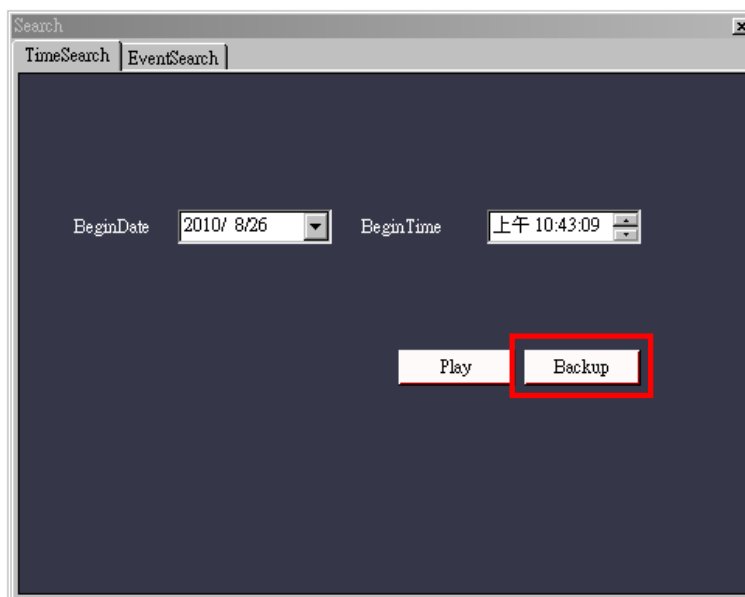 Search
TimeSearch EventSearch
BeginDate 2010/ 8/26 BeginTime 上午 10:43:09
Play Backup